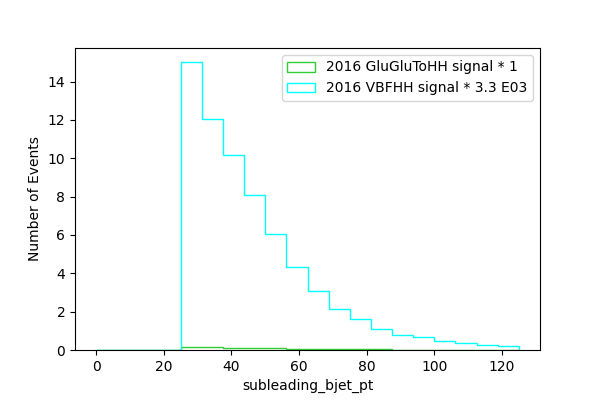 2016 GluGluToHH signal * 1
2016 VBFHH signal * 3.3 E03
14
12
10
8
6
4
2
0
Number of Events
0 20 40 60 80 100 120
subleading_bjet_pt